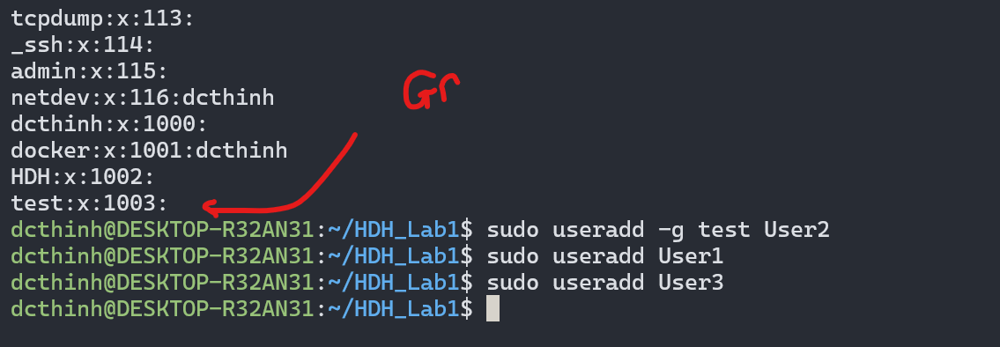 tcpdump:x:113:
_ssh:x:114:
admin:x:115:
Gr
netdev:x:116:dcthinh
dcthinh:x:1000:
docker:x:1001:dcthinh
HDH:x:1002:
test:x:1003:
dcthinh@DESKTOP-R32AN31:~/HDH_Lab1$ sudo useradd -g test User2
dcthinh@DESKTOP-R32AN31:~/HDH_Lab1$ sudo useradd User1
dcthinh@DESKTOP-R32AN31:~/HDH_Lab1$ sudo useradd User3
dcthinh@DESKTOP-R32AN31:~/HDH_Lab1$